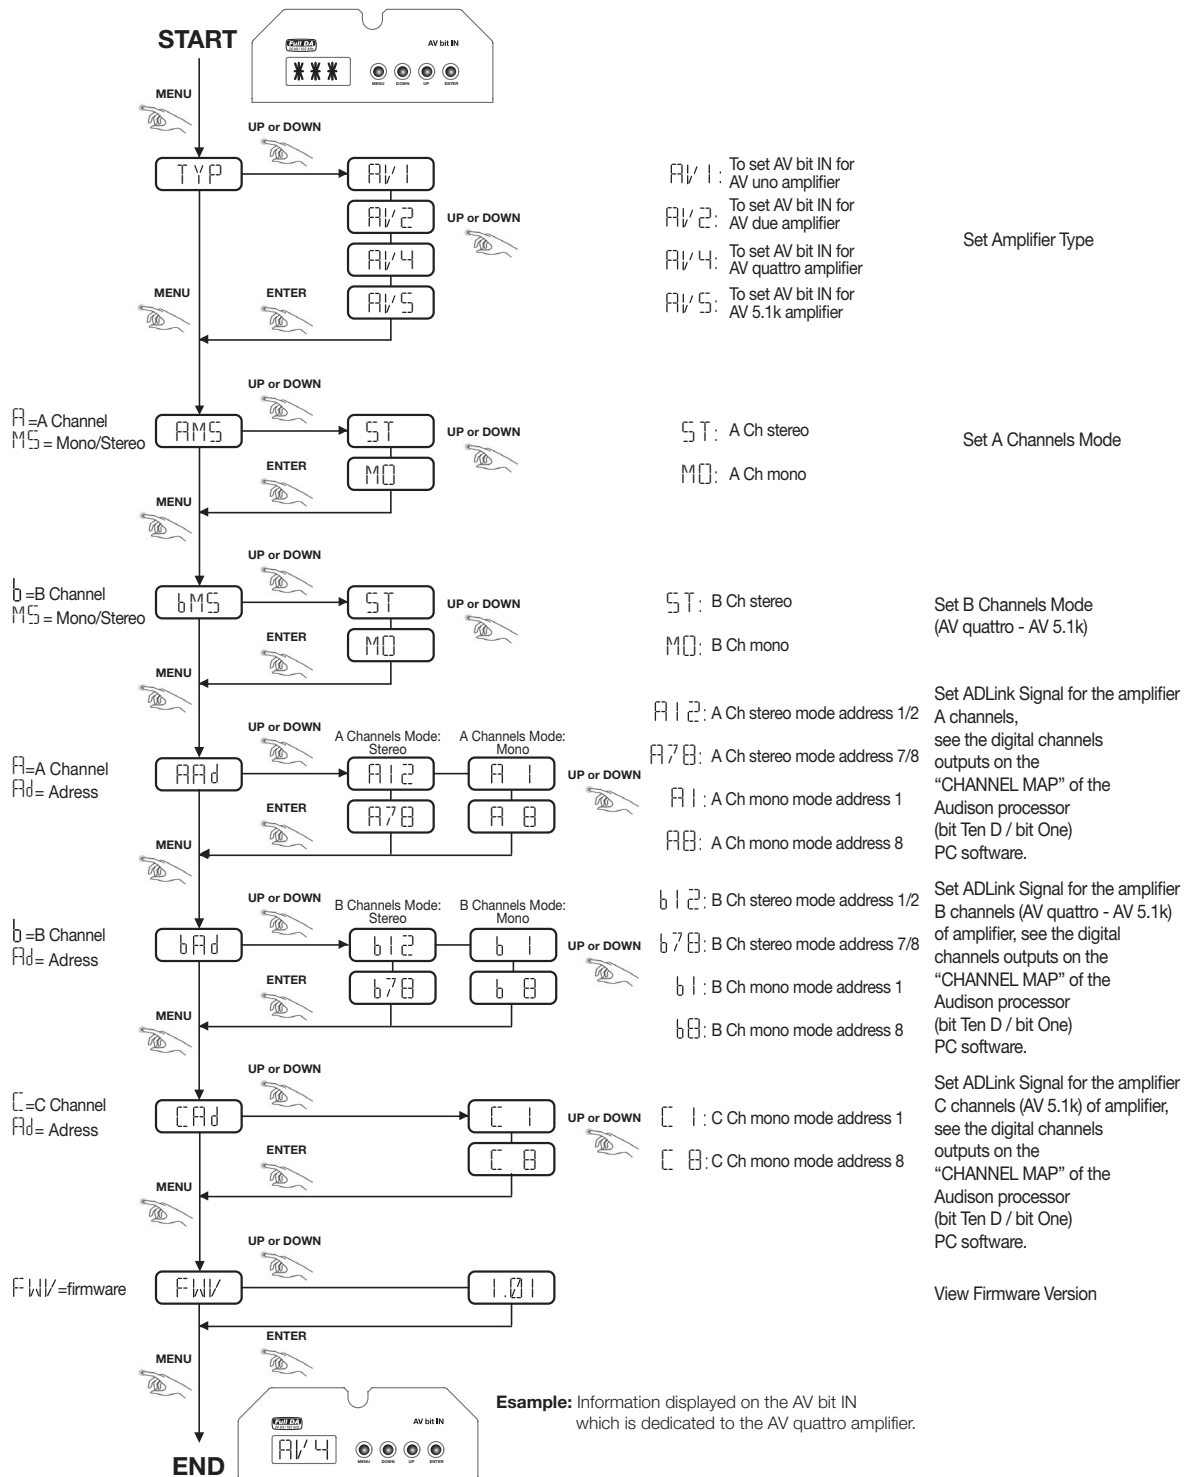 START
Full DA
AV bit IN
***
MENU DOWN UP ENTER
MENU
UP or DOWN
TYP
AV1
AV2
AV4
AV5
UP or DOWN
MENU
ENTER
AV1: To set AV bit IN for
AV uno amplifier
AV2: To set AV bit IN for
AV due amplifier
AV4: To set AV bit IN for
AV quattro amplifier
AV5: To set AV bit IN for
AV 5.1k amplifier
Set Amplifier Type
A =A Channel
MS = Mono/Stereo
UP or DOWN
AMS
ST
MO
UP or DOWN
ENTER
MENU
ST: A Ch stereo
MO: A Ch mono
Set A Channels Mode
b =B Channel
MS = Mono/Stereo
UP or DOWN
bMS
ST
MO
UP or DOWN
ENTER
MENU
ST: B Ch stereo
MO: B Ch mono
Set B Channels Mode
(AV quattro - AV 5.1k)
A=A Channel
Ad= Adress
UP or DOWN
AAd
A Channels Mode:
Stereo
A12
A78
A Channels Mode:
Mono
A 1
A 8
UP or DOWN
ENTER
MENU
A12: A Ch stereo mode address 1/2
A78: A Ch stereo mode address 7/8
A1: A Ch mono mode address 1
A8: A Ch mono mode address 8
Set ADLink Signal for the amplifier
A channels,
see the digital channels
outputs on the
“CHANNEL MAP” of the
Audison processor
(bit Ten D / bit One)
PC software.
b=B Channel
Ad= Adress
UP or DOWN
bAd
B Channels Mode:
Stereo
b12
b78
B Channels Mode:
Mono
b 1
b 8
UP or DOWN
ENTER
MENU
b12: B Ch stereo mode address 1/2
b78: B Ch stereo mode address 7/8
b1: B Ch mono mode address 1
b8: B Ch mono mode address 8
Set ADLink Signal for the amplifier
B channels (AV quattro - AV 5.1k)
of amplifier, see the digital
channels outputs on the
“CHANNEL MAP” of the
Audison processor
(bit Ten D / bit One)
PC software.
C=C Channel
Ad= Adress
UP or DOWN
CAd
C 1
C 8
UP or DOWN
ENTER
MENU
C 1: C Ch mono mode address 1
C 8: C Ch mono mode address 8
Set ADLink Signal for the amplifier
C channels (AV 5.1k) of amplifier,
see the digital channels
outputs on the
“CHANNEL MAP” of the
Audison processor
(bit Ten D / bit One)
PC software.
FWV=firmware
UP or DOWN
FWV
1.01
View Firmware Version
ENTER
MENU
END
Full DA
AV bit IN
AV4
MENU DOWN UP ENTER
Example: Information displayed on the AV bit IN
which is dedicated to the AV quattro amplifier.